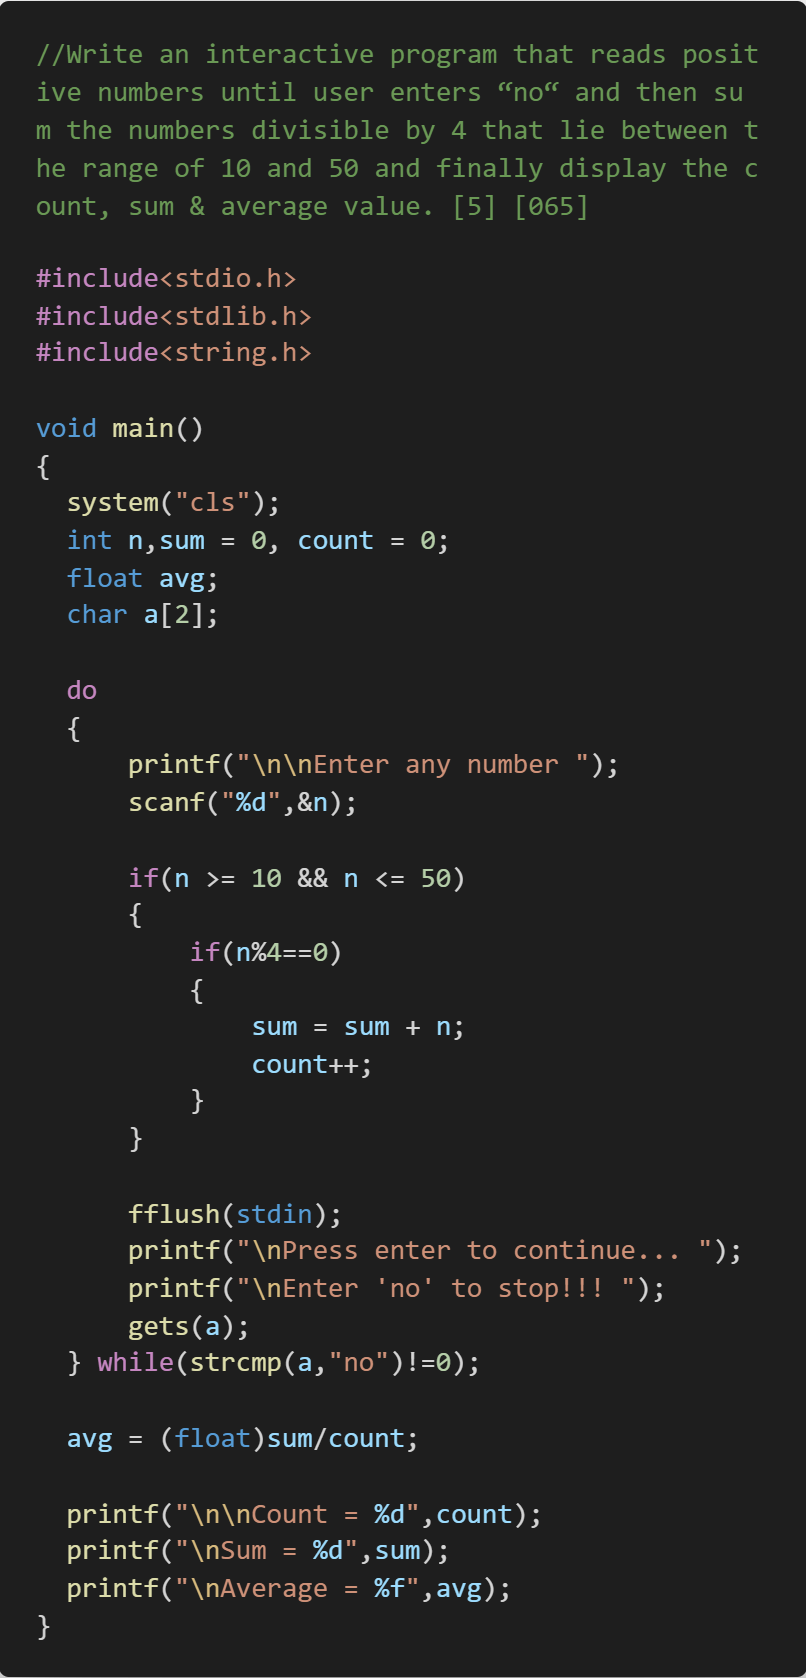 //Write an interactive program that reads posit
ive numbers until user enters “no“ and then su
m the numbers divisible by 4 that lie between t
he range of 10 and 50 and finally display the c
ount, sum & average value. [5] [065]

#include<stdio.h>
#include<stdlib.h>
#include<string.h>

void main()
{
  system("cls");
  int n,sum = 0, count = 0;
  float avg;
  char a[2];

  do
  {
      printf("\n\nEnter any number ");
      scanf("%d",&n);

      if(n >= 10 && n <= 50)
      {
          if(n%4==0)
          {
              sum = sum + n;
              count++;
          }
      }

      fflush(stdin);
      printf("\nPress enter to continue... ");
      printf("\nEnter 'no' to stop!!! ");
      gets(a);
  } while(strcmp(a,"no")!=0);

  avg = (float)sum/count;

  printf("\n\nCount = %d",count);
  printf("\nSum = %d",sum);
  printf("\nAverage = %f",avg);
}